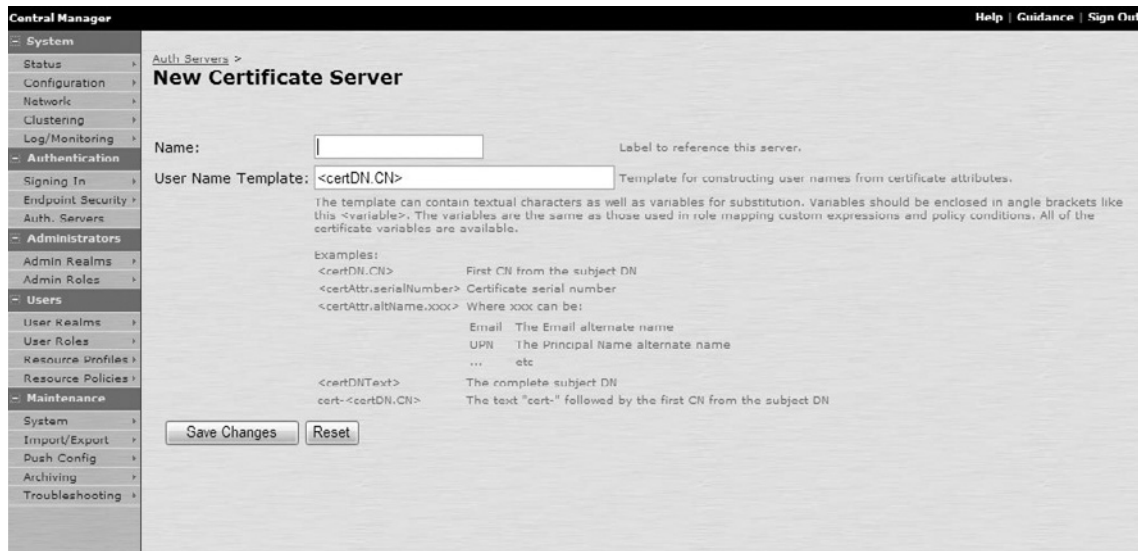 Central Manager
Help | Guidance | Sign Out
System
Status
Configuration
Network
Clustering
Log/Monitoring
Authentication
Signing In
Endpoint Security
Auth. Servers
Administrators
Admin Realms
Admin Roles
Users
User Realms
User Roles
Resource Profiles
Resource Policies
Maintenance
System
Import/Export
Push Config
Archiving
Troubleshooting
Auth Servers >
New Certificate Server
Name:
Label to reference this server.
User Name Template: <certDN.CN>
Template for constructing user names from certificate attributes.
The template can contain textual characters as well as variables for substitution. Variables should be enclosed in angle brackets like
this <variable>. The variables are the same as those used in role mapping custom expressions and policy conditions. All of the
certificate variables are available.
Examples:
<certDN.CN> First CN from the subject DN
<certAttr.serialNumber> Certificate serial number
<certAttr.altName.xxx> Where xxx can be:
Email The Email alternate name
UPN The Principal Name alternate name
... etc
<certDNText> The complete subject DN
cert-<certDN.CN> The text "cert-" followed by the first CN from the subject DN
Save Changes Reset